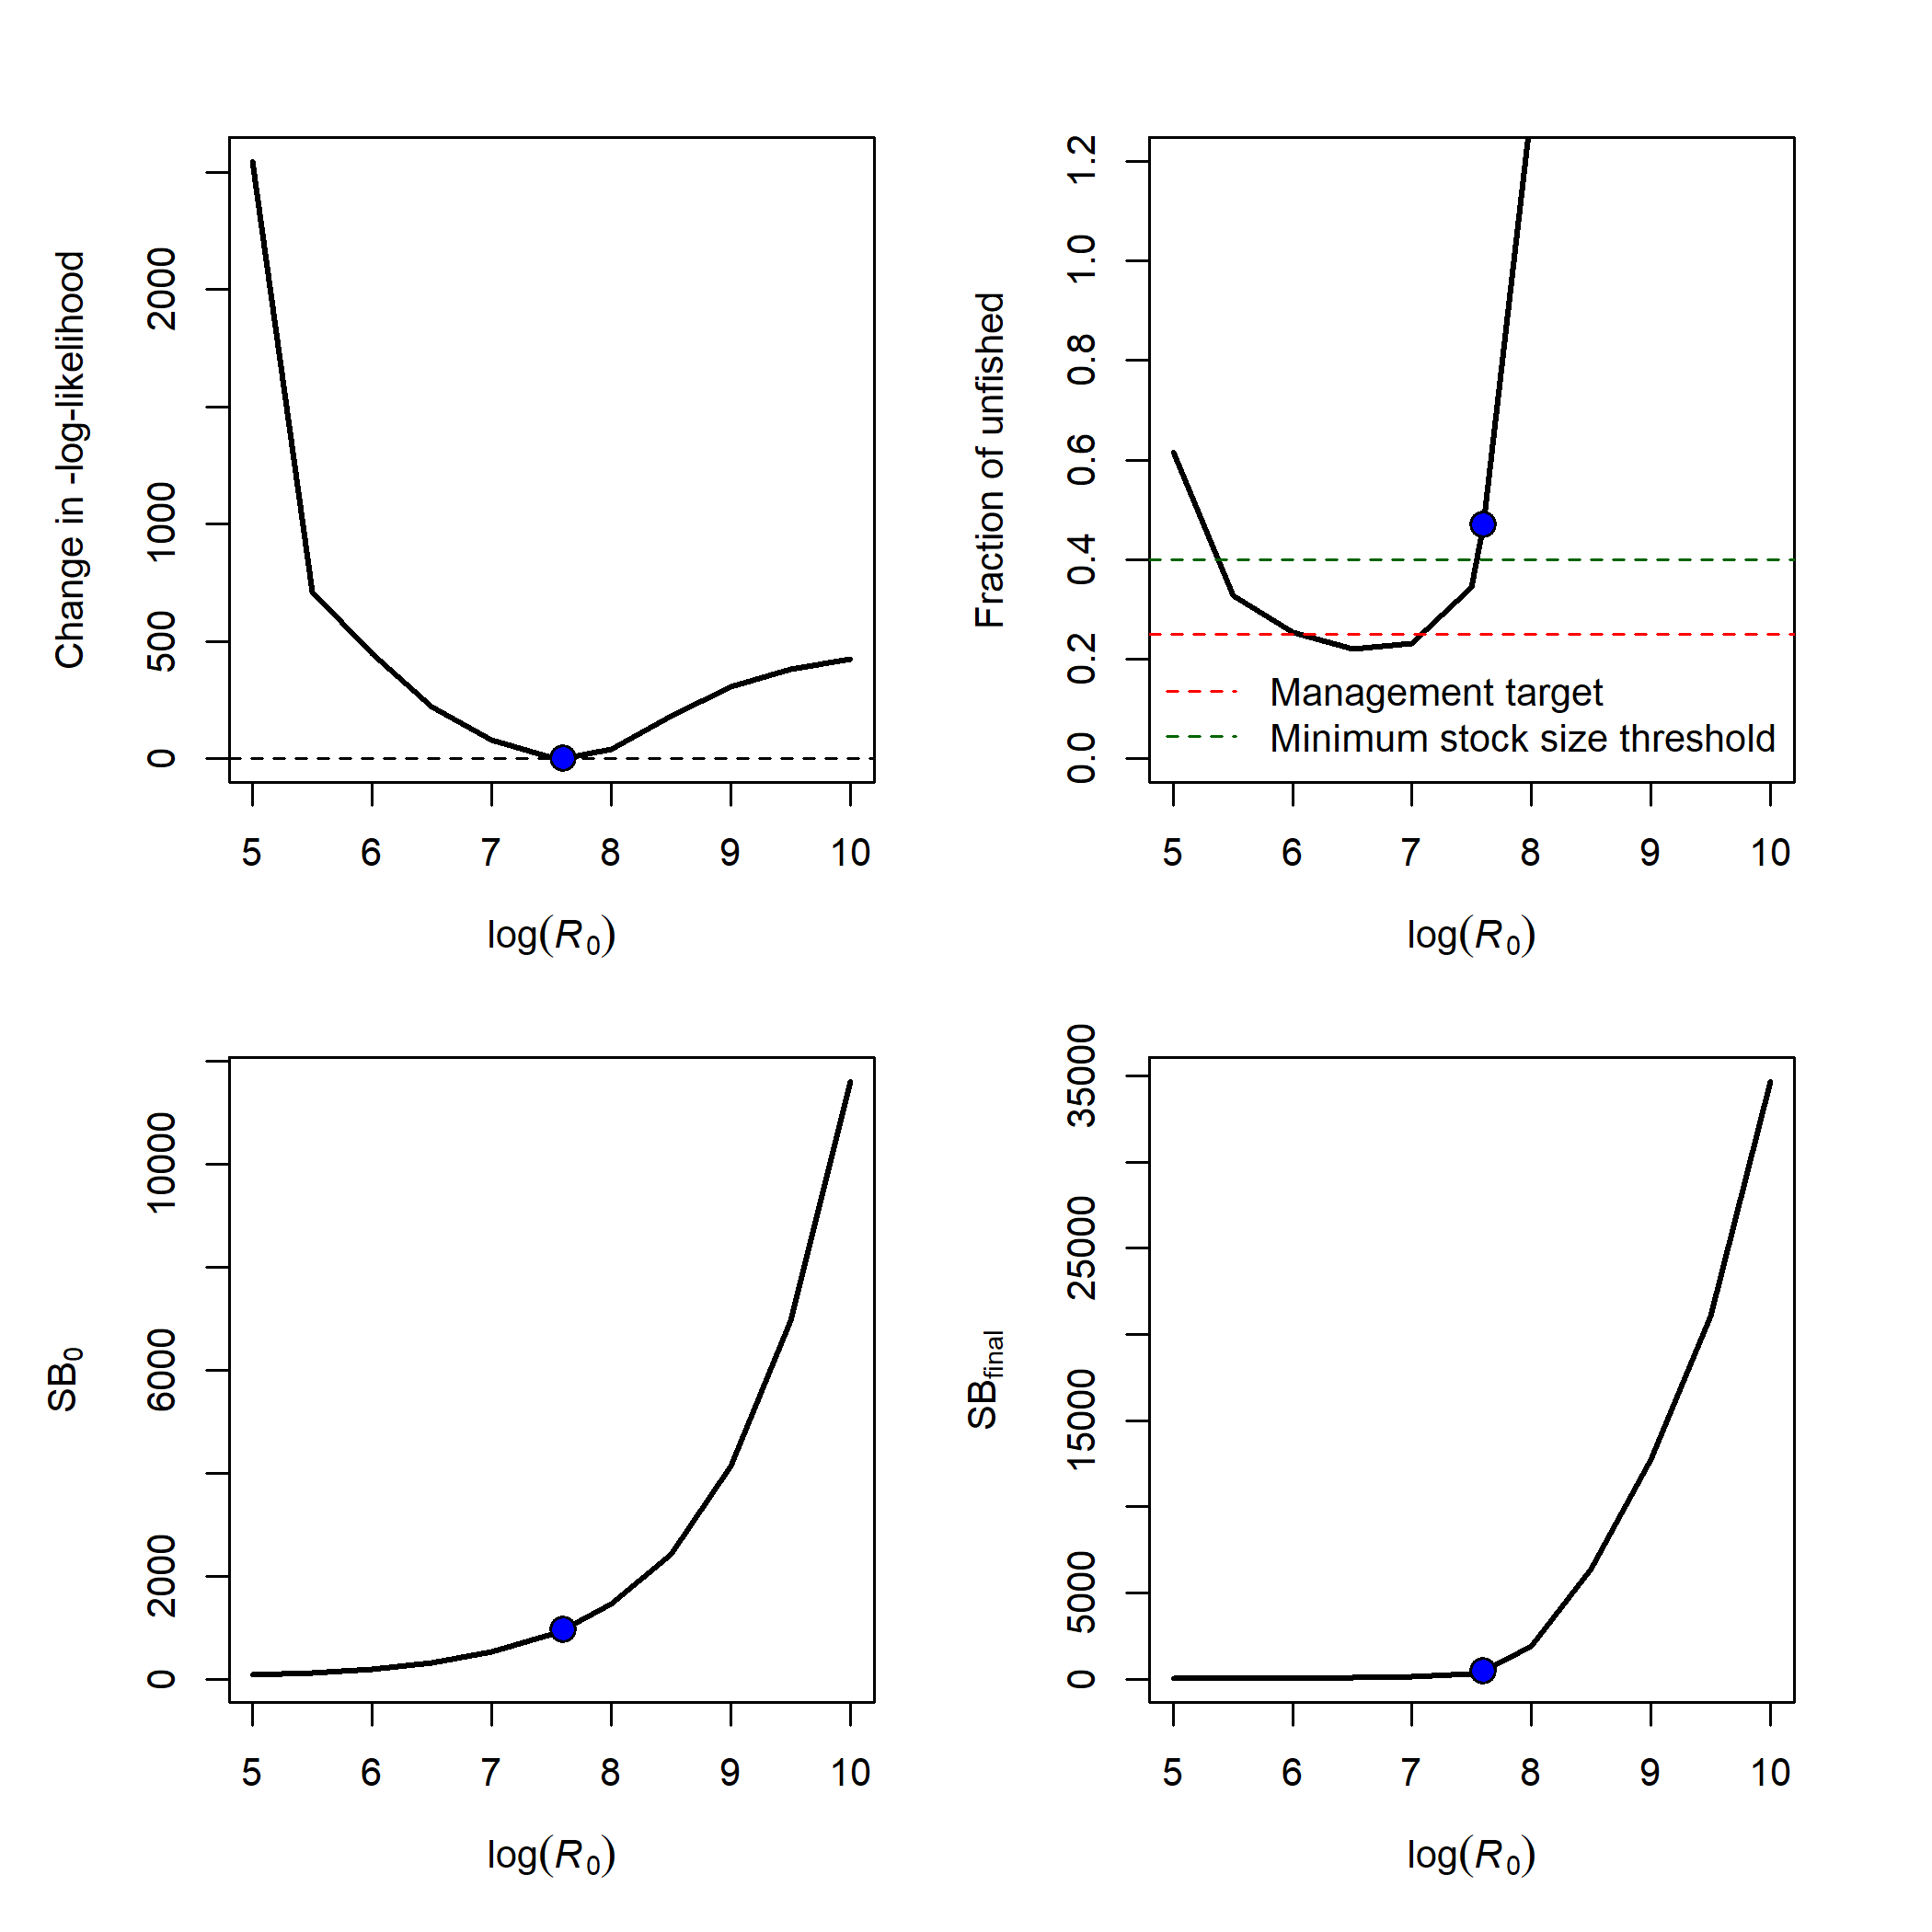 Change in -log-likelihood
0
500
1000
2000
5 6 7 8 9 10
log(R0)
Fraction of unfished
0.0
0.2
0.4
0.6
0.8
1.0
1.2
Management target
Minimum stock size threshold
5 6 7 8 9 10
log(R0)
SB0
0
2000
6000
10000
5 6 7 8 9 10
log(R0)
SBfinal
0
5000
15000
25000
35000
5 6 7 8 9 10
log(R0)